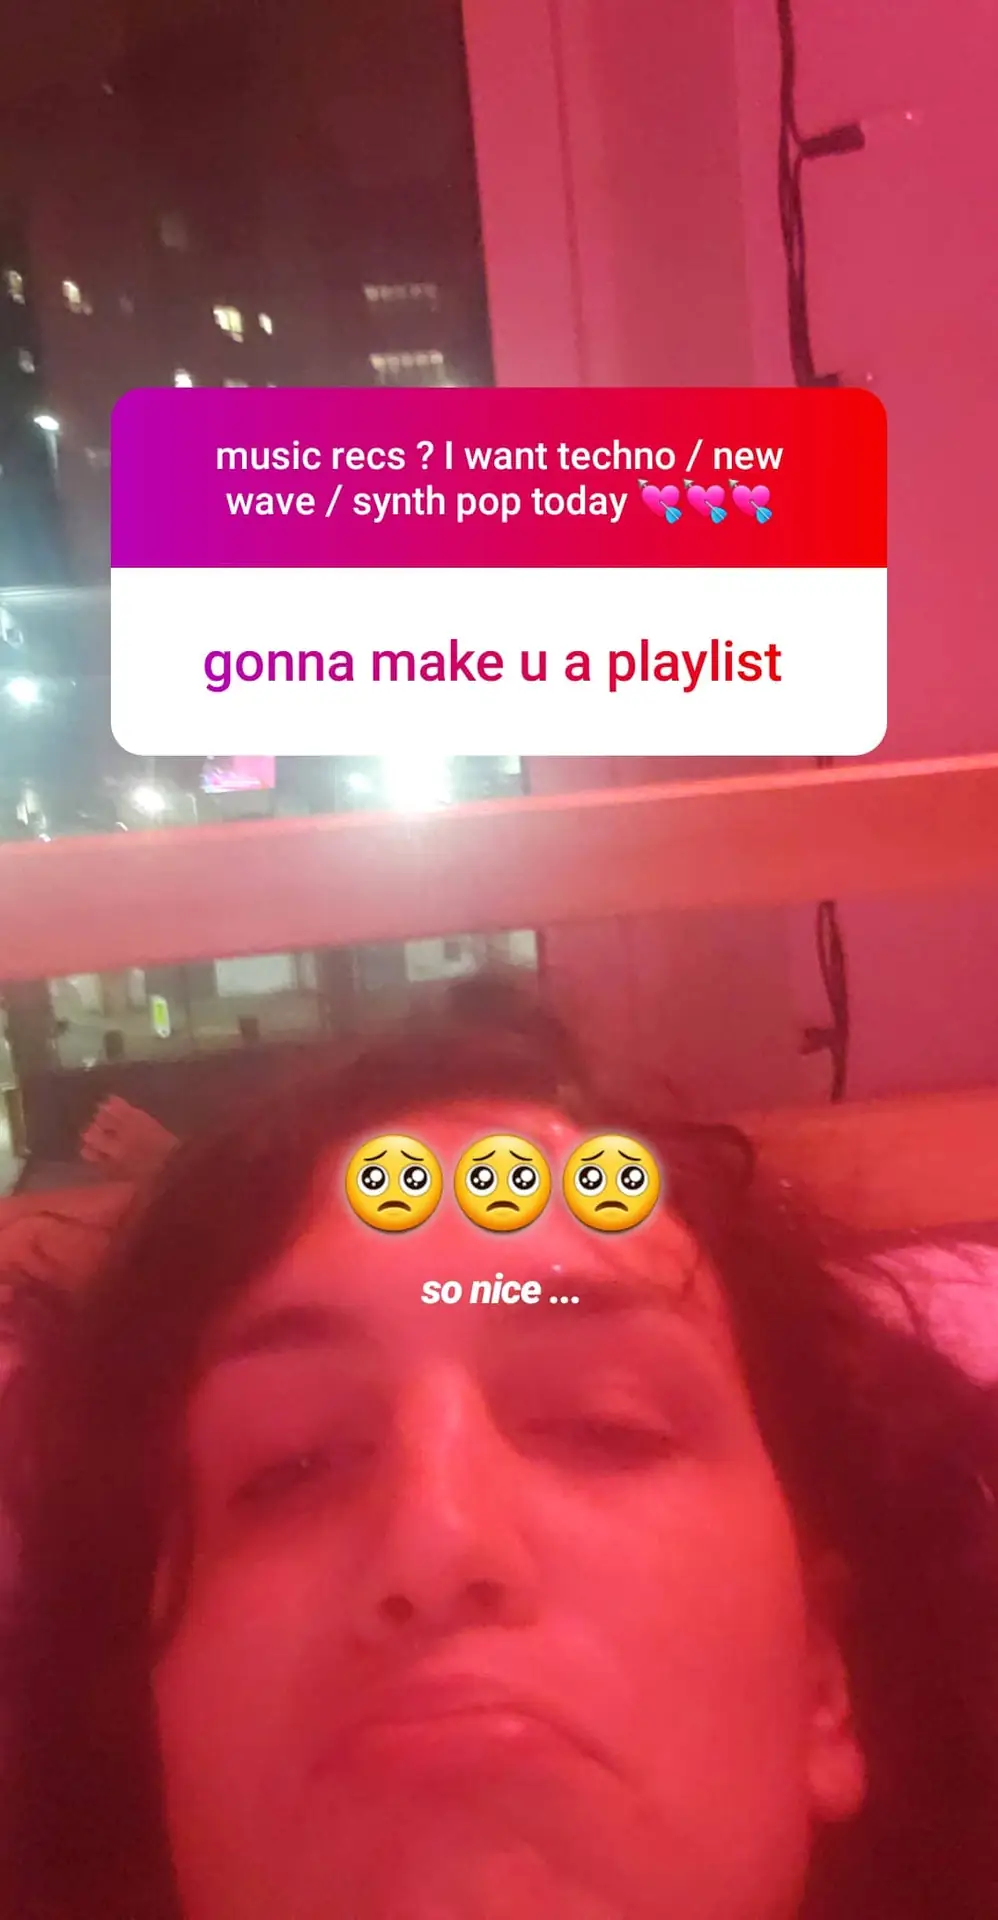 music recs ? I want techno / new
wave / synth pop today 💘💘💘
gonna make u a playlist
🥺🥺🥺
so nice ...